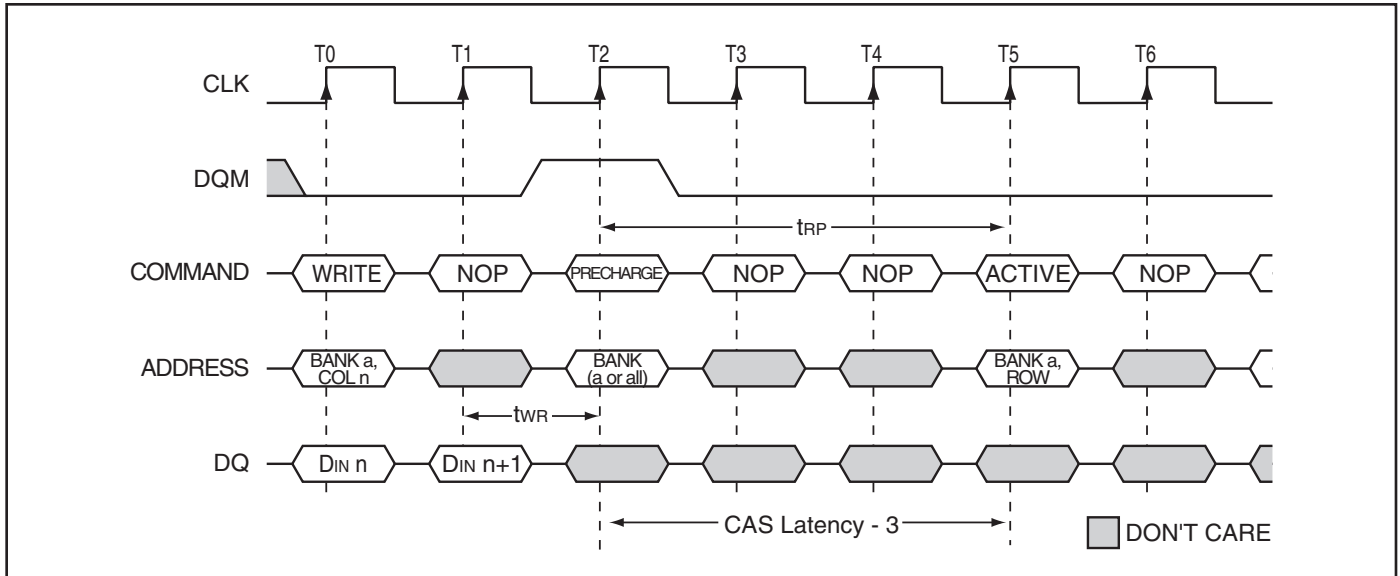 T0 T1 T2 T3 T4 T5 T6
CLK
DQM
tRP
COMMAND WRITE NOP PRECHARGE NOP NOP ACTIVE NOP
ADDRESS BANK a, COL n BANK (a or all) BANK a, ROW
tWR
DQ DIN n DIN n+1
CAS Latency - 3
DON'T CARE